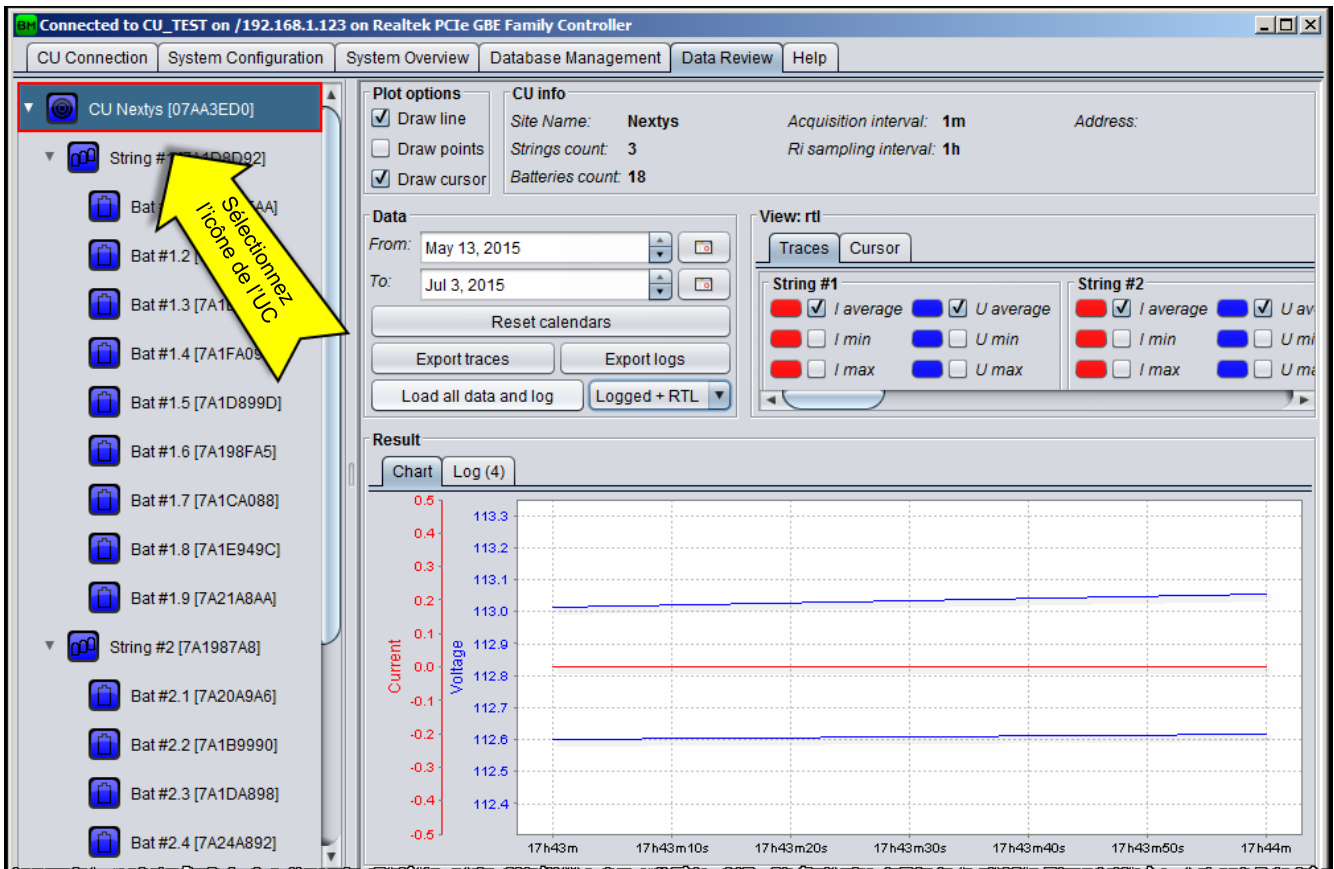 BM Connected to CU_TEST on /192.168.1.123 on Realtek PCIe GBE Family Controller
CU Connection System Configuration System Overview Database Management Data Review Help
CU Nextys [07AA3ED0]
String #
D8D92]
Bat
AA]
Bat #1.2
Bat #1.3 [7A1
Bat #1.4 [7A1FA09
Bat #1.5 [7A1D899D]
Bat #1.6 [7A198FA5]
Bat #1.7 [7A1CA088]
Bat #1.8 [7A1E949C]
Bat #1.9 [7A21A8AA]
String #2 [7A1987A8]
Bat #2.1 [7A20A9A6]
Bat #2.2 [7A1B9990]
Bat #2.3 [7A1DA898]
Bat #2.4 [7A24A892]
Sélectionnez
l'icône de l'UC
Plot options
Draw line
Draw points
Draw cursor
CU info
Site Name: Nextys Acquisition interval: 1m Address:
Strings count: 3 Ri sampling interval: 1h
Batteries count: 18
Data
From: May 13, 2015
To: Jul 3, 2015
Reset calendars
Export traces Export logs
Load all data and log Logged + RTL
View: rtl
Traces Cursor
String #1 String #2
I average U average I average U av
I min U min I min U mi
I max U max I max U ma
Result
Chart Log (4)
Current
0.5
0.4
0.3
0.2
0.1
0.0
-0.1
-0.2
-0.3
-0.4
-0.5
Voltage
113.3
113.2
113.1
113.0
112.9
112.8
112.7
112.6
112.5
112.4
17h43m 17h43m10s 17h43m20s 17h43m30s 17h43m40s 17h43m50s 17h44m